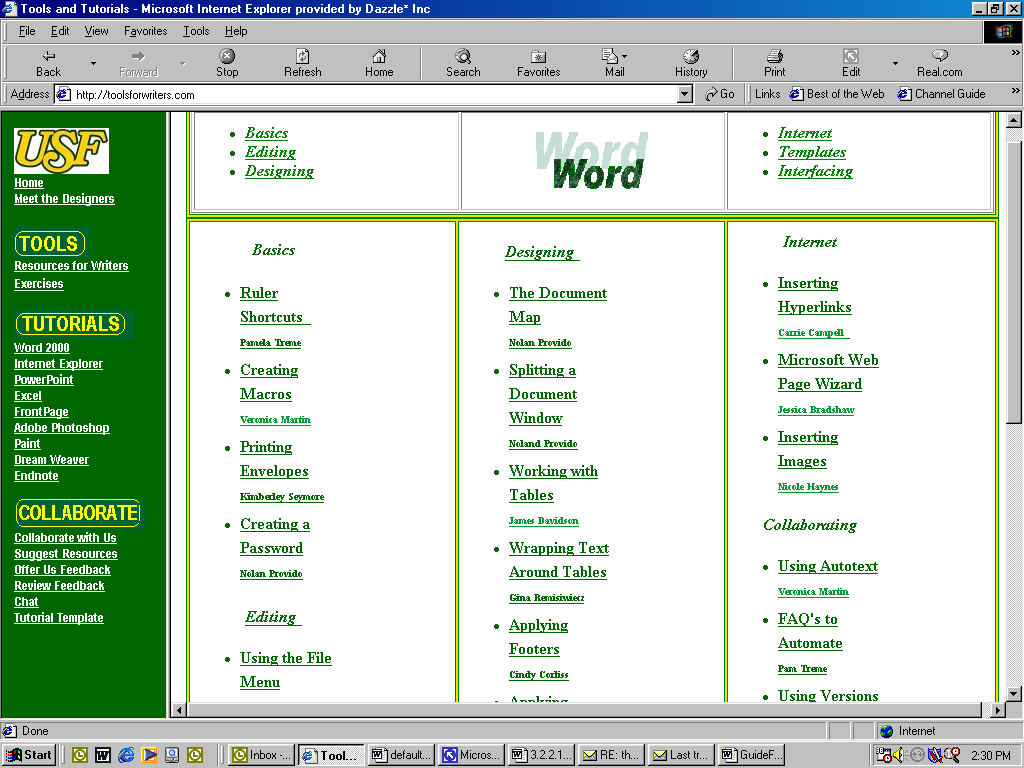 Tools and Tutorials - Microsoft Internet Explorer provided by Dazzle* Inc
File Edit View Favorites Tools Help
Back Forward Stop Refresh Home Search Favorites Mail History Print Edit Real.com »
Address http://toolsforwriters.com Go Links Best of the Web Channel Guide »
USF
Home
Meet the Designers
TOOLS
Resources for Writers
Exercises
TUTORIALS
Word 2000
Internet Explorer
PowerPoint
Excel
FrontPage
Adobe Photoshop
Paint
Dream Weaver
Endnote
COLLABORATE
Collaborate with Us
Suggest Resources
Offer Us Feedback
Review Feedback
Chat
Tutorial Template
Basics
Editing
Designing
Word
Word
Internet
Templates
Interfacing
Basics
Ruler
Shortcuts
Pamela Treme
Creating
Macros
Veronica Martin
Printing
Envelopes
Kimberley Seymore
Creating a
Password
Nolan Provido
Editing
Using the File
Menu
Designing
The Document
Map
Nolan Provido
Splitting a
Document
Window
Noland Provido
Working with
Tables
James Davidson
Wrapping Text
Around Tables
Gina Remisiwicz
Applying
Footers
Cindy Corliss
Applying
Internet
Inserting
Hyperlinks
Carrie Campell
Microsoft Web
Page Wizard
Jessica Bradshaw
Inserting
Images
Nicole Haynes
Collaborating
Using Autotext
Veronica Martin
FAQ's to
Automate
Pam Treme
Using Versions
Done Internet
Start Inbox -... Tool... default... Micros... 3.2.2.1... RE: th... Last tr... GuideF... 2:30 PM